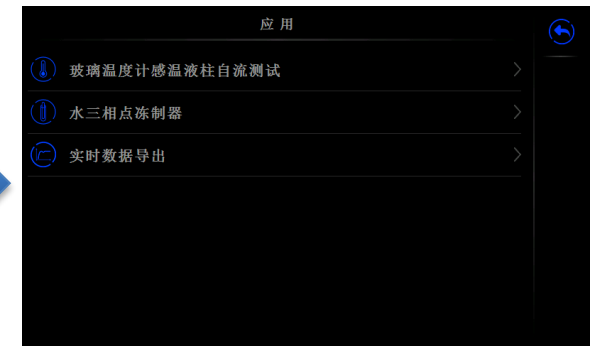 应用
玻璃温度计感温液柱自流测试
水三相点冻制器
实时数据导出